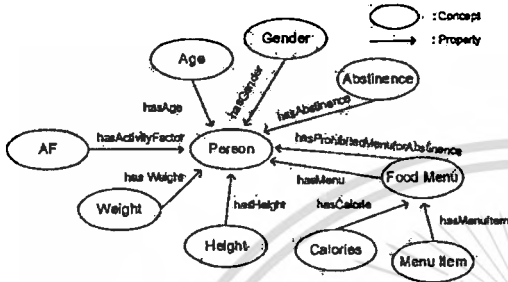 : Concept
: Property
Gender
Age
Abstinence
hasGender
hasAge
hasAbstinence
hasProhibitedMenuforAbstinence
AF
hasActivityFactor
Person
hasMenu
Food Menu
has Weight
hasHeight
hasCalorie
hasMenuItem
Weight
Height
Calories
Menu Item